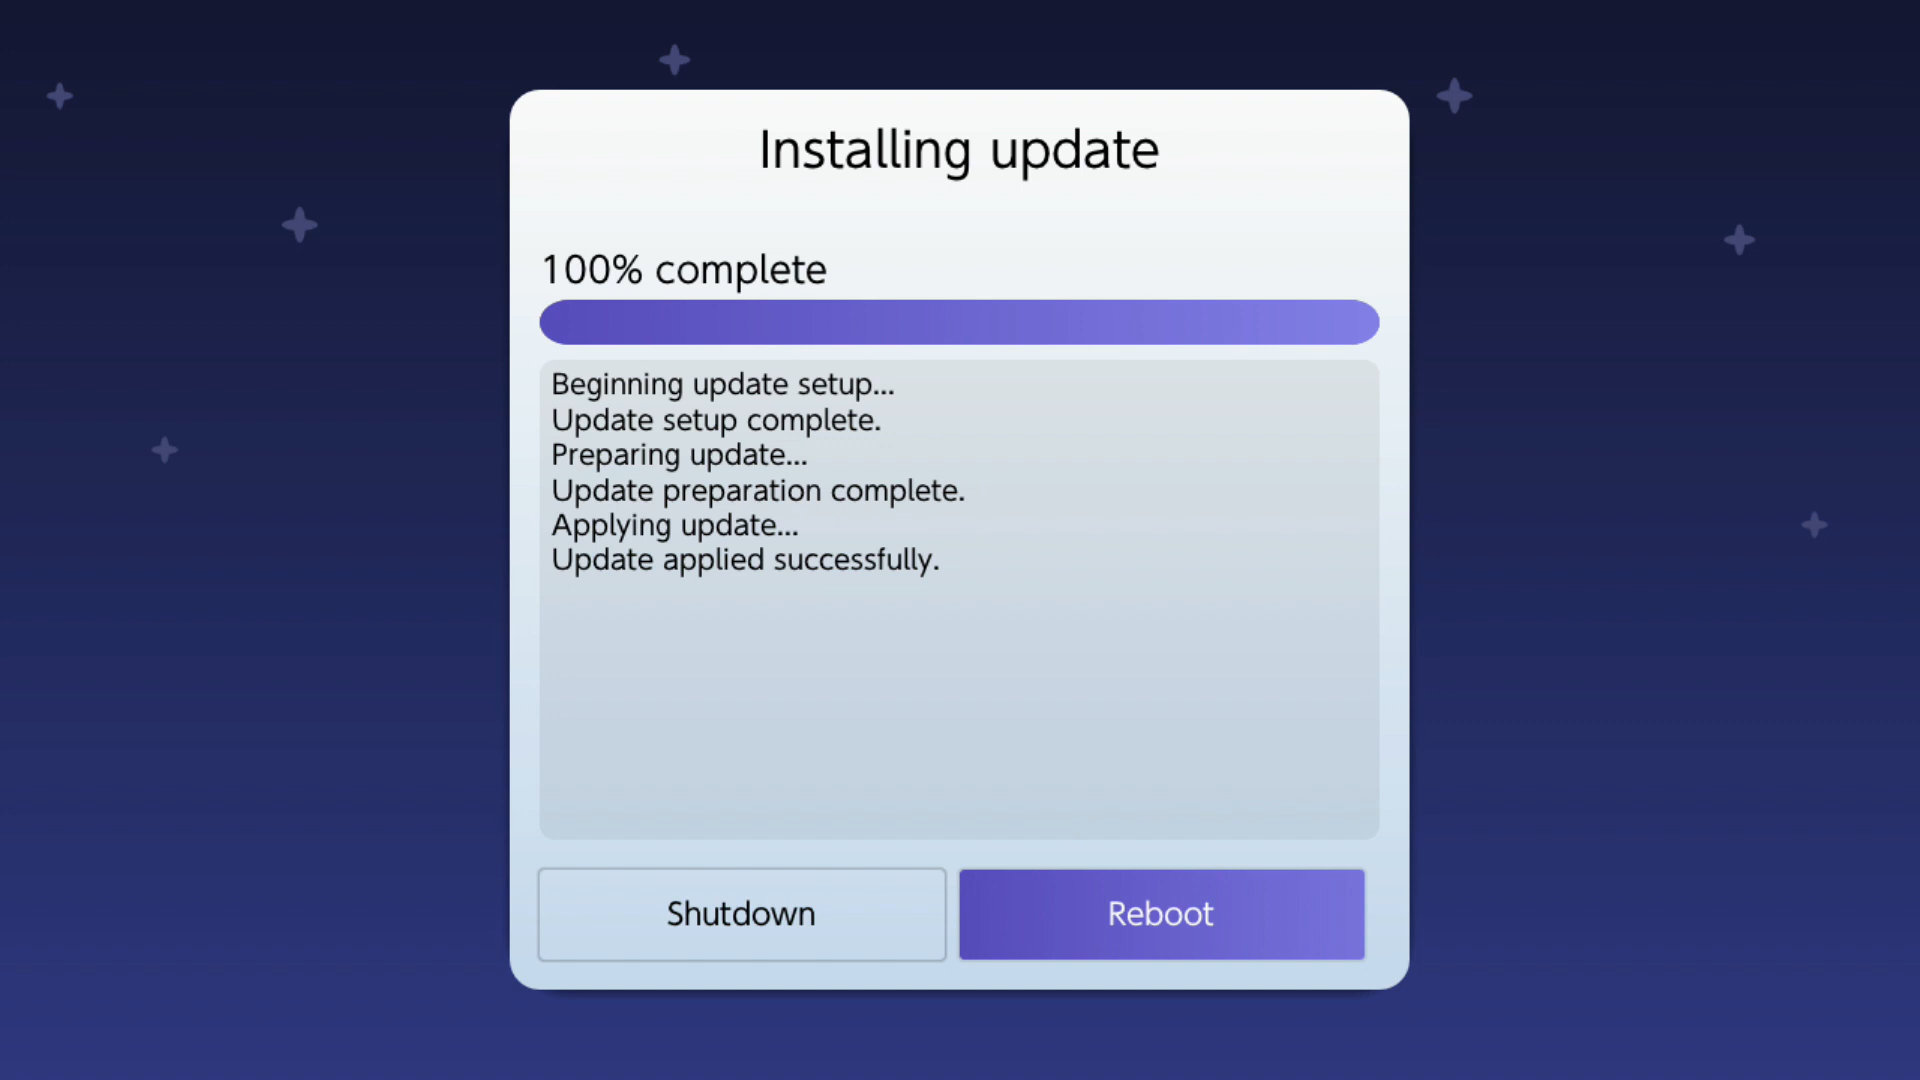 Installing update
100% complete
Beginning update setup...
Update setup complete.
Preparing update...
Update preparation complete.
Applying update...
Update applied successfully.
Shutdown
Reboot